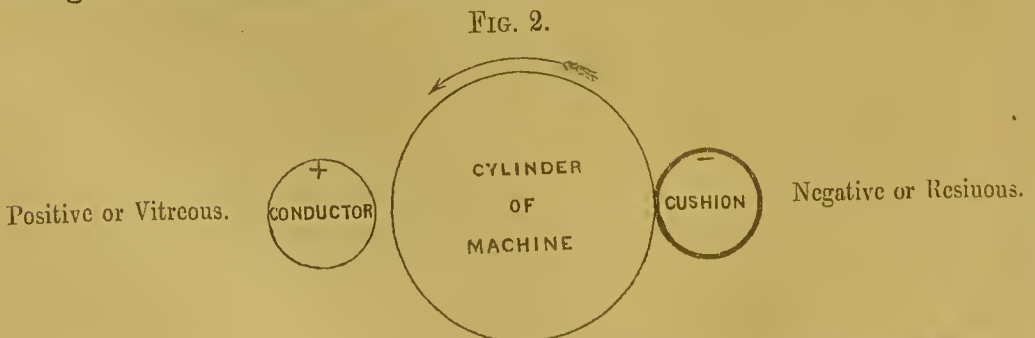 FIG. 2.
+
-
CYLINDER
OF
MACHINE
Positive or Vitreous.
CONDUCTOR
CUSHION
Negative or Resinous.